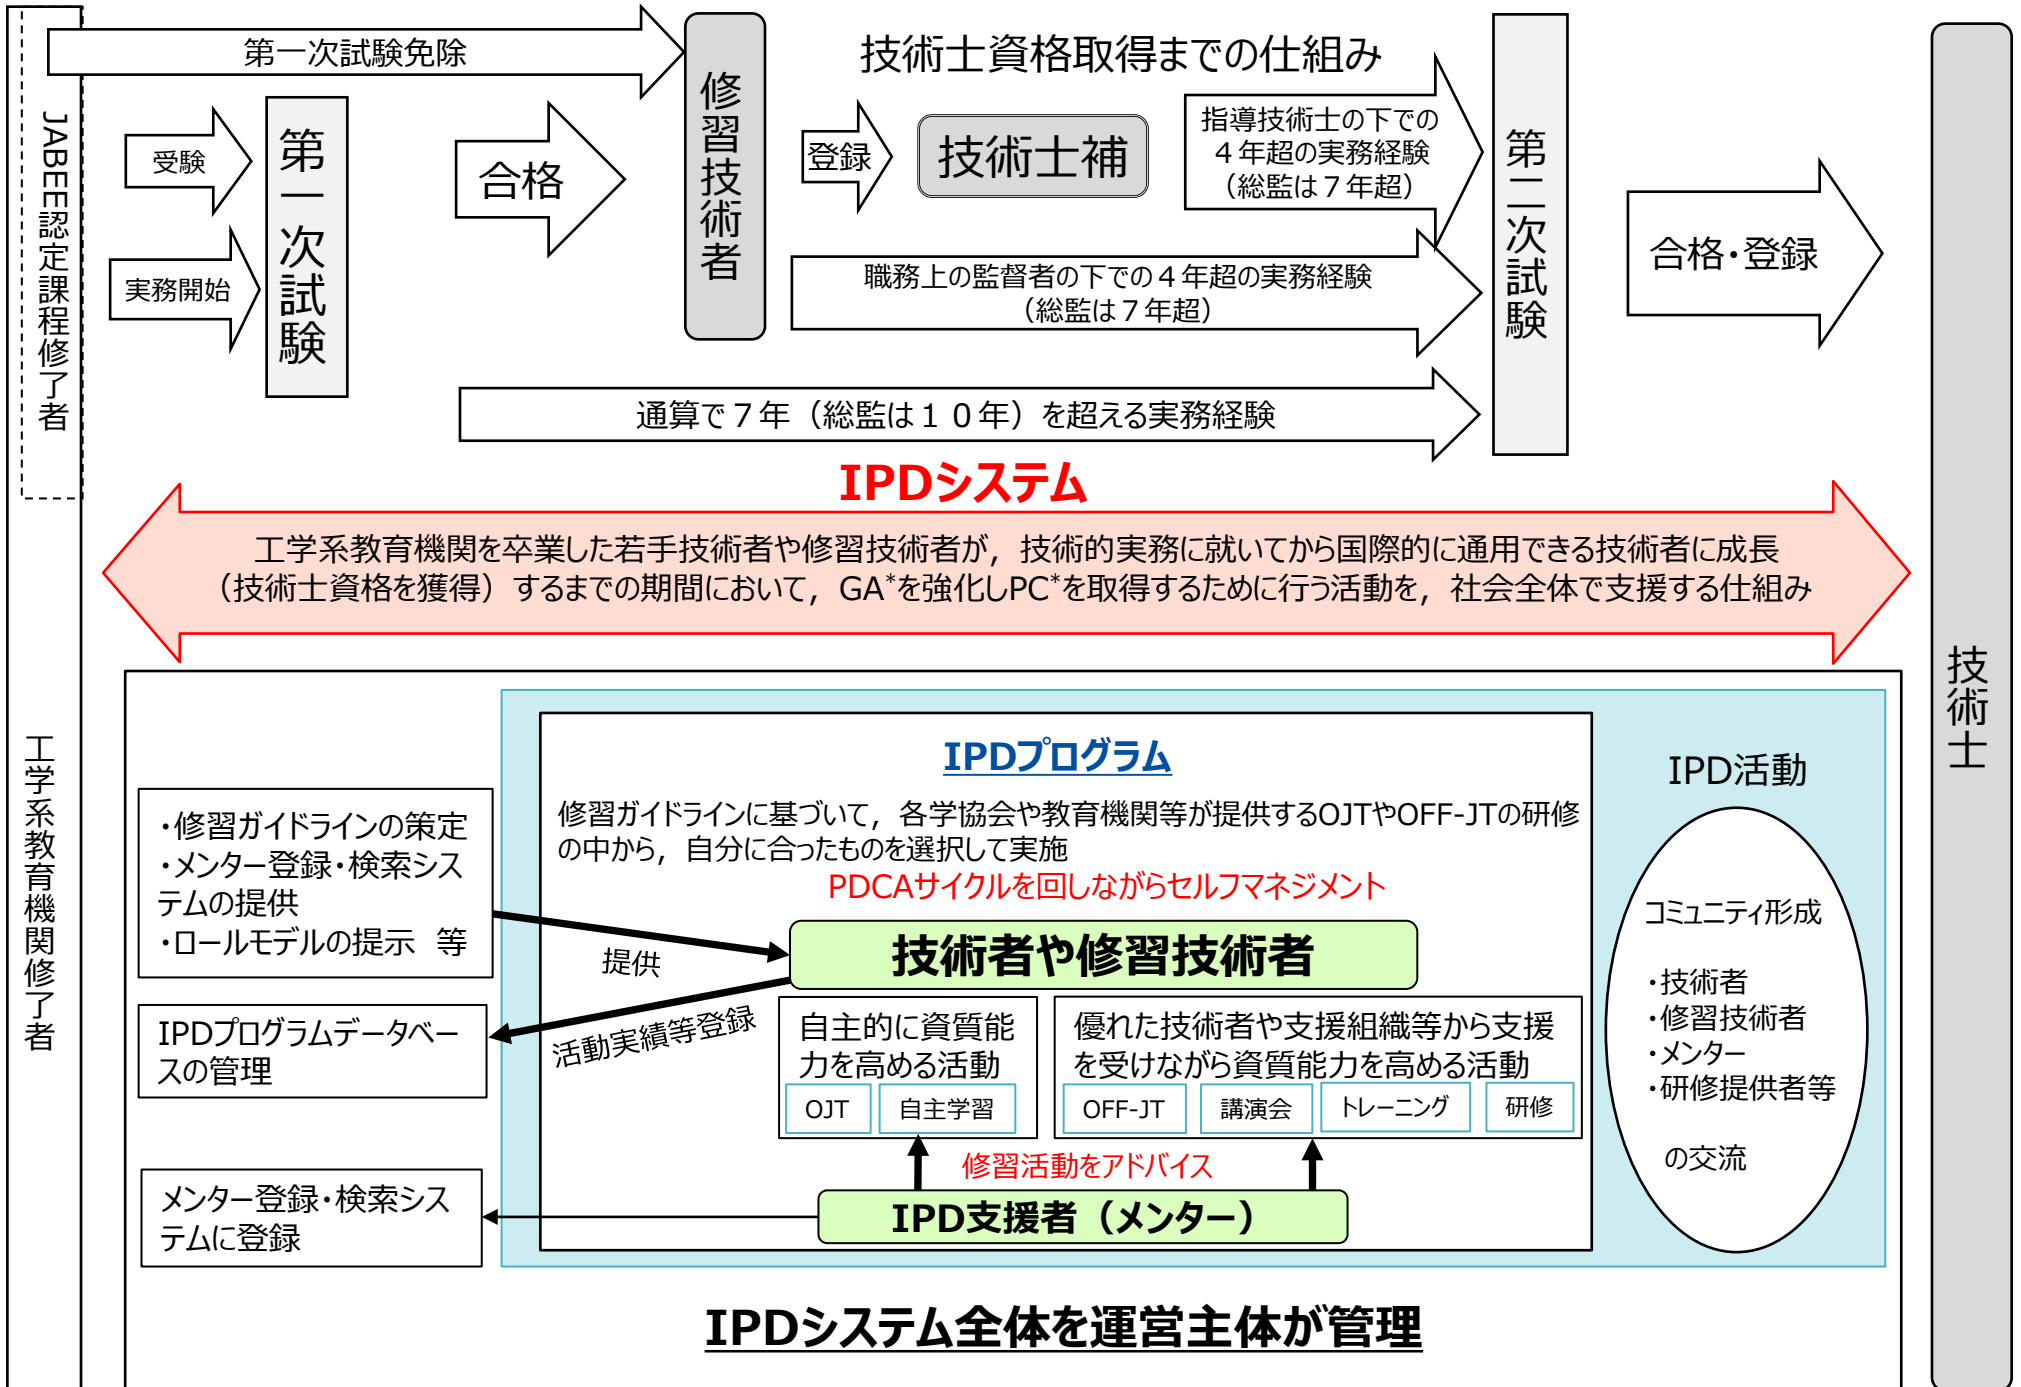 第一次試験免除
技術士資格取得までの仕組み
JABEE認定課程修了者
受験
実務開始
第一次試験
合格
修習技術者
登録
技術士補
指導技術士の下での
４年超の実務経験
（総監は７年超）
職務上の監督者の下での４年超の実務経験
（総監は７年超）
通算で７年（総監は１０年）を超える実務経験
第二次試験
合格・登録
技術士
IPDシステム
工学系教育機関を卒業した若手技術者や修習技術者が，技術的実務に就いてから国際的に通用できる技術者に成長
（技術士資格を獲得）するまでの期間において，GA*を強化しPC*を取得するために行う活動を，社会全体で支援する仕組み
工学系教育機関修了者
・修習ガイドラインの策定
・メンター登録・検索シス
テムの提供
・ロールモデルの提示　等
IPDプログラムデータベー
スの管理
メンター登録・検索シス
テムに登録
IPDプログラム
修習ガイドラインに基づいて，各学協会や教育機関等が提供するOJTやOFF-JTの研修
の中から，自分に合ったものを選択して実施
PDCAサイクルを回しながらセルフマネジメント
提供
技術者や修習技術者
活動実績等登録
自主的に資質能
力を高める活動
OJT
自主学習
優れた技術者や支援組織等から支援
を受けながら資質能力を高める活動
OFF-JT
講演会
トレーニング
研修
修習活動をアドバイス
IPD支援者（メンター）
IPD活動
コミュニティ形成
・技術者
・修習技術者
・メンター
・研修提供者等
の交流
IPDシステム全体を運営主体が管理